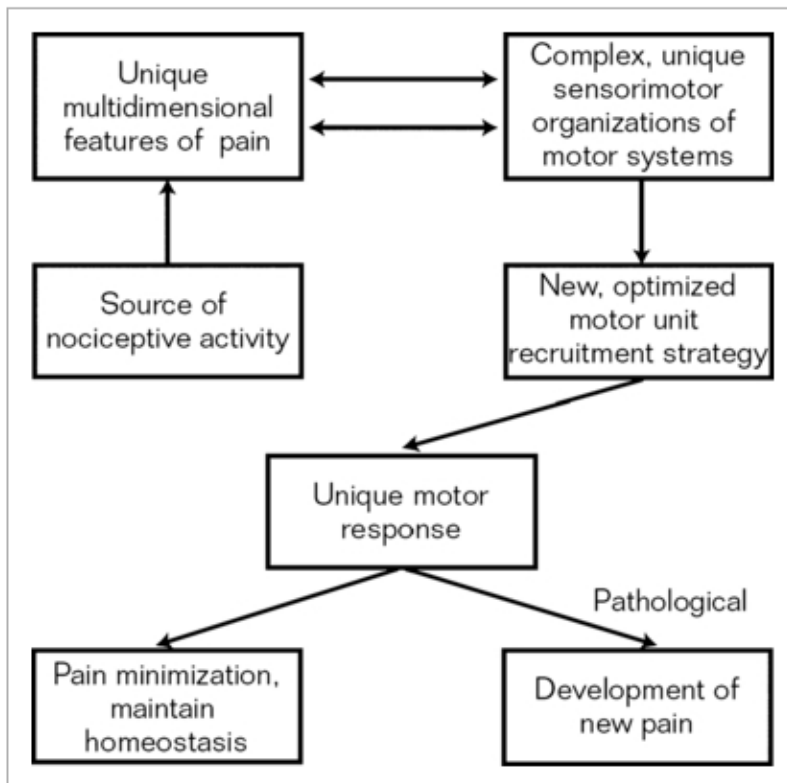 Unique
multidimensional
features of pain
Complex, unique
sensorimotor
organizations of
motor systems
Source of
nociceptive activity
New, optimized
motor unit
recruitment strategy
Unique motor
response
Pathological
Pain minimization,
maintain
homeostasis
Development of
new pain